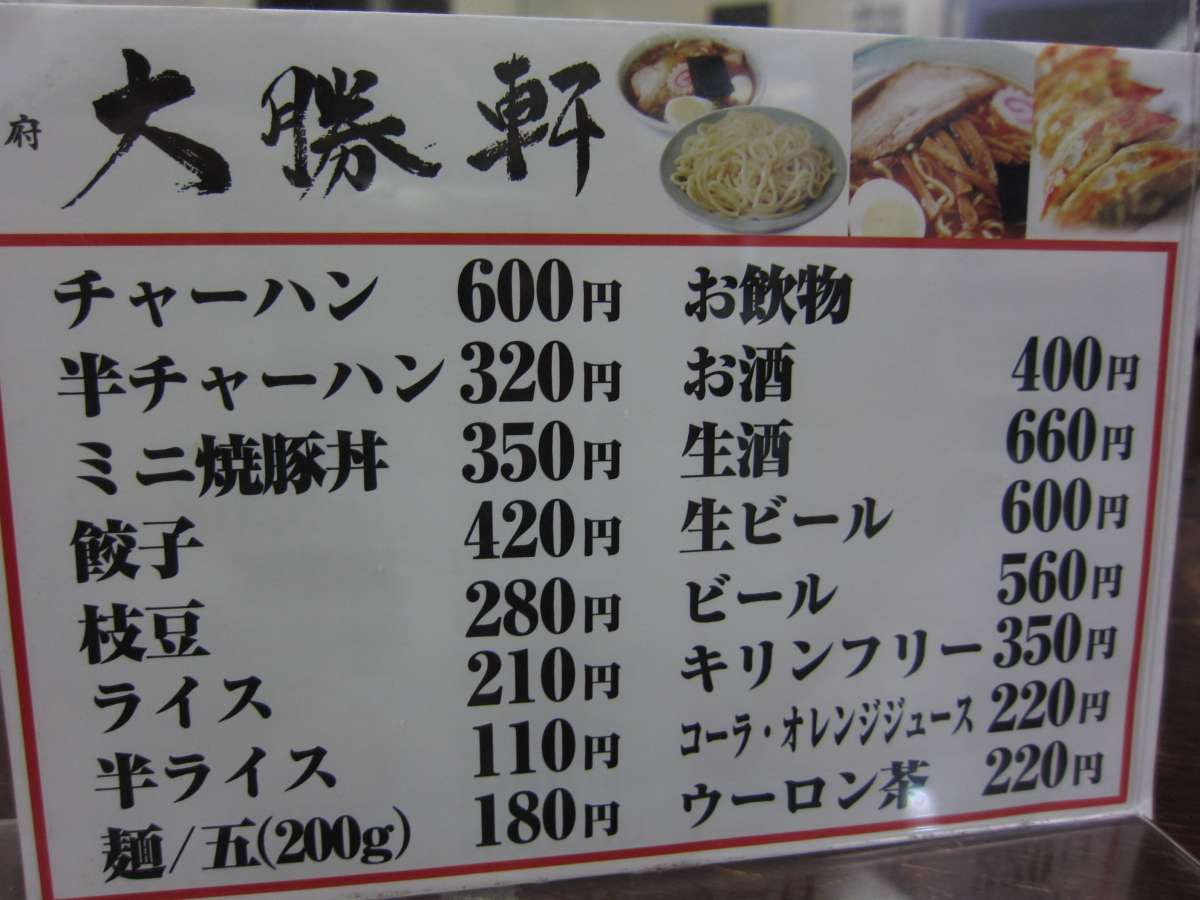 府 大勝軒
チャーハン 600円
半チャーハン 320円
ミニ焼豚丼 350円
餃子 420円
枝豆 280円
ライス 210円
半ライス 110円
麺/五(200g) 180円
お飲物
お酒 400円
生酒 660円
生ビール 600円
ビール 560円
キリンフリー 350円
コーラ・オレンジジュース 220円
ウーロン茶 220円